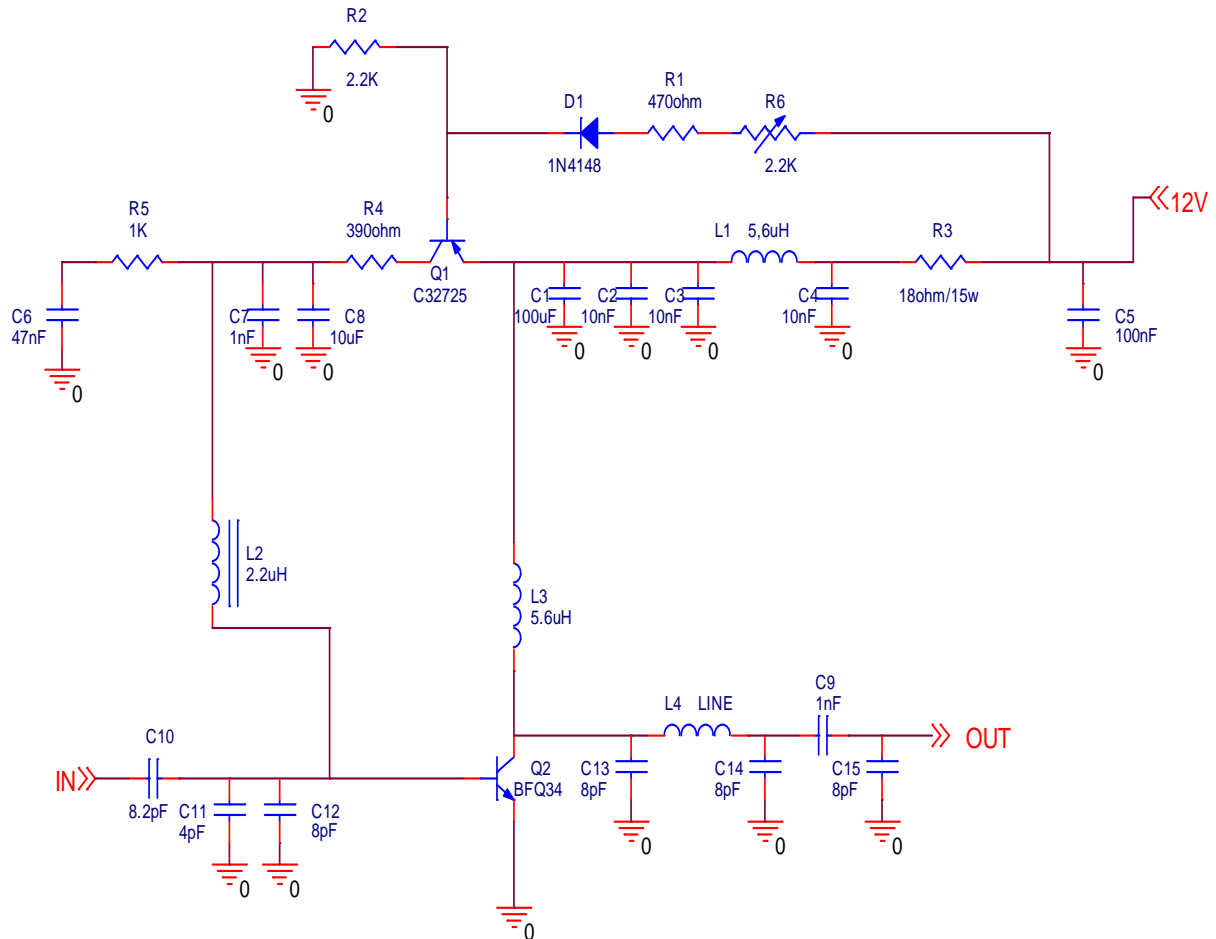 R2
2.2K
0
D1
1N4148
R1
470ohm
R6
2.2K
12V
R5
1K
R4
390ohm
Q1
C32725
L1 5,6uH
R3
18ohm/15w
C6
47nF
0
C7
1nF
0
C8
10uF
0
C1
100uF
0
C2
10nF
0
C3
10nF
0
C4
10nF
0
C5
100nF
0
L2
2.2uH
L3
5.6uH
L4 LINE
C9
1nF
OUT
IN
C10
8.2pF
C11
4pF
0
C12
8pF
0
Q2
BFQ34
0
C13
8pF
0
C14
8pF
0
C15
8pF
0